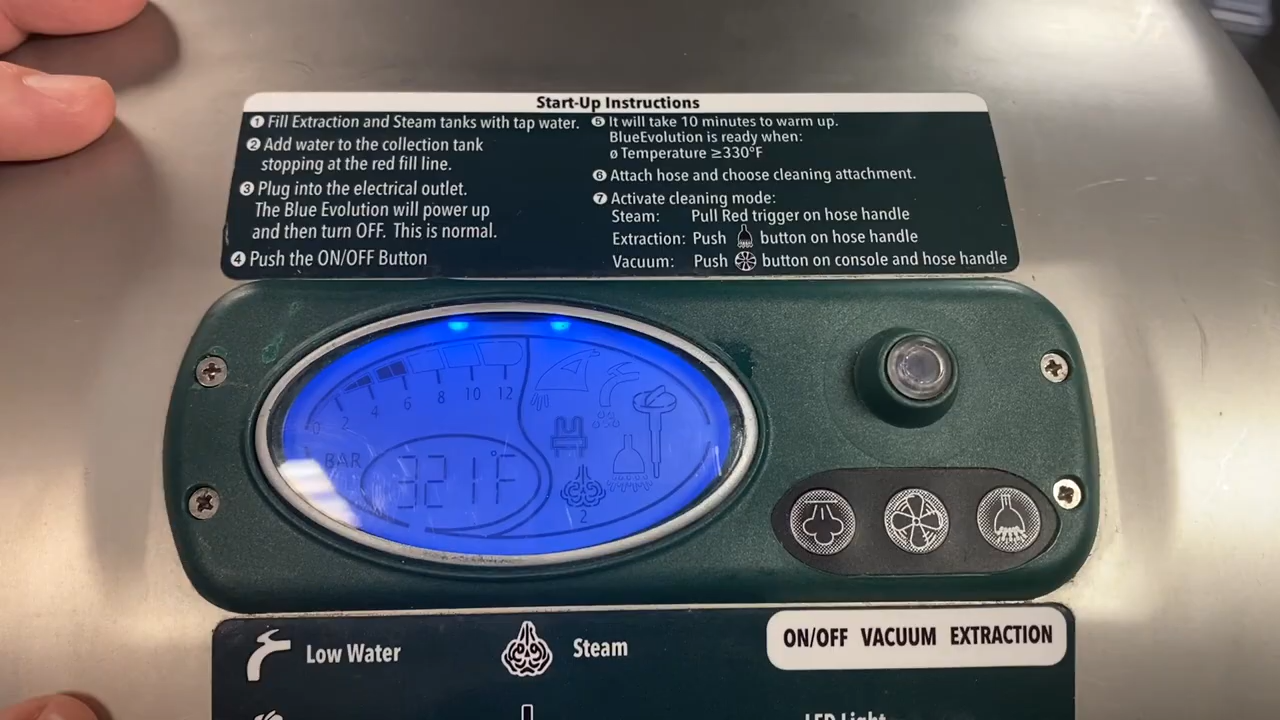 Start-Up Instructions
1 Fill Extraction and Steam tanks with tap water.
2 Add water to the collection tank
stopping at the red fill line.
3 Plug into the electrical outlet.
The Blue Evolution will power up
and then turn OFF. This is normal.
4 Push the ON/OFF Button
5 It will take 10 minutes to warm up.
BlueEvolution is ready when:
ø Temperature ≥330°F
6 Attach hose and choose cleaning attachment.
7 Activate cleaning mode:
Steam: Pull Red trigger on hose handle
Extraction: Push button on hose handle
Vacuum: Push button on console and hose handle
0 2 4 6 8 10 12
BAR
321°F
2
Low Water
Steam
ON/OFF VACUUM EXTRACTION
LED Light